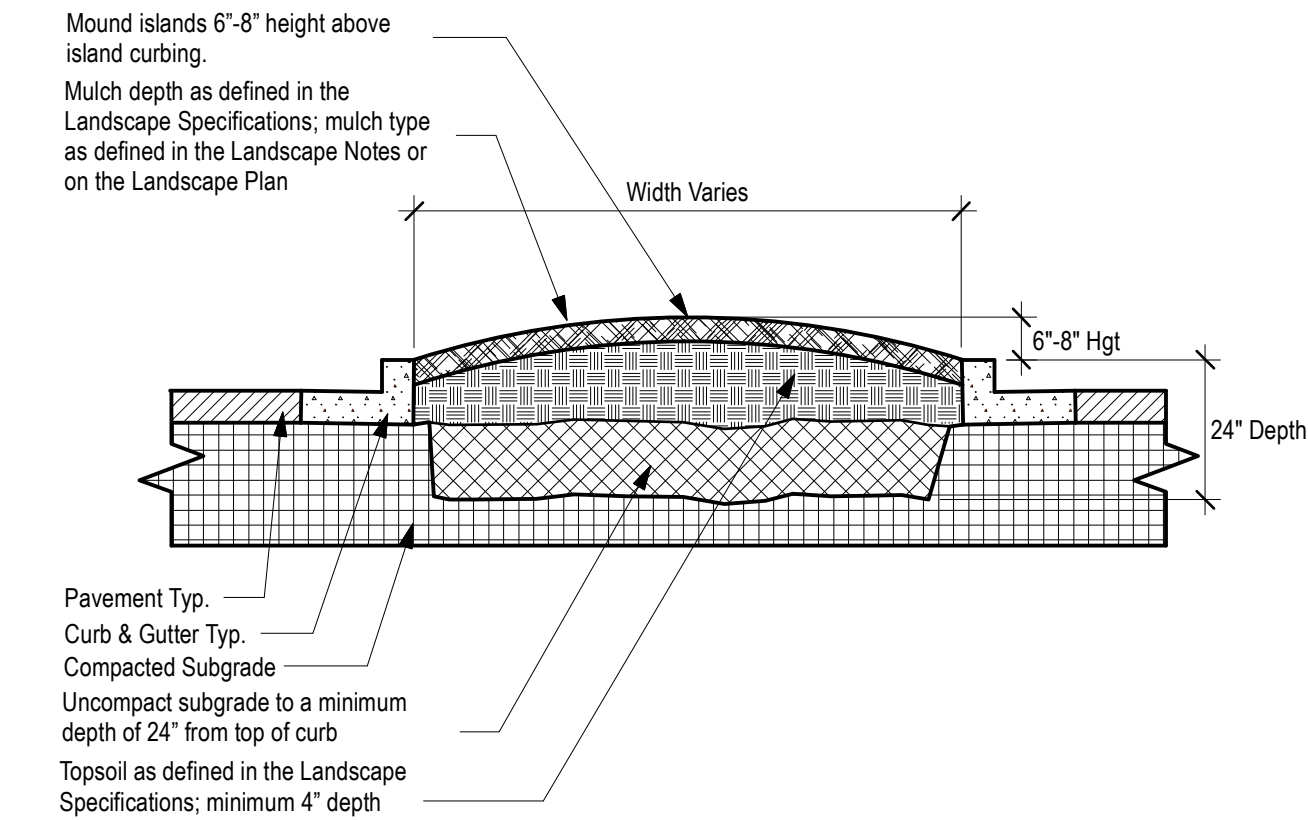 Mound islands 6”-8” height above
island curbing.
Mulch depth as defined in the
Landscape Specifications; mulch type
as defined in the Landscape Notes or
on the Landscape Plan
Width Varies
6"-8" Hgt
24" Depth
Pavement Typ.
Curb & Gutter Typ.
Compacted Subgrade
Uncompact subgrade to a minimum
depth of 24” from top of curb
Topsoil as defined in the Landscape
Specifications; minimum 4” depth